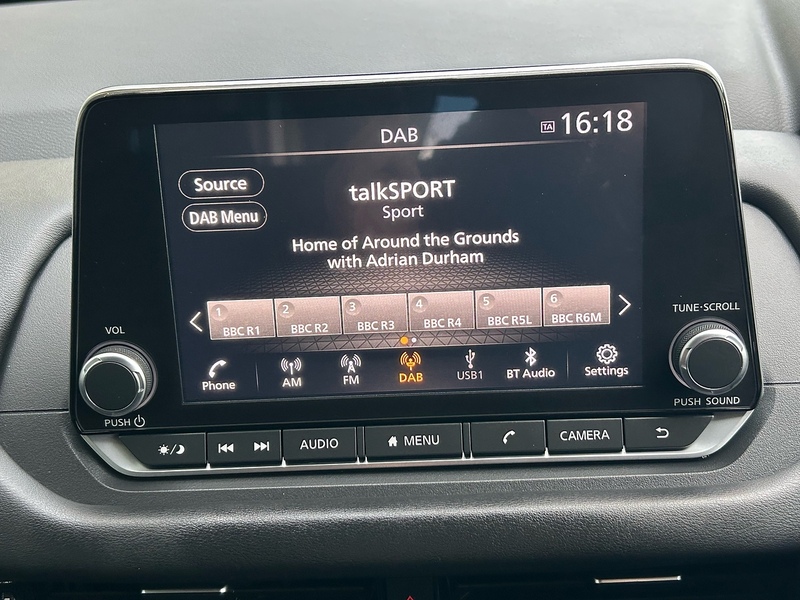 DAB
TA 16:18
Source
DAB Menu
talkSPORT
Sport
Home of Around the Grounds
with Adrian Durham
1 2 3 4 5 6
BBC R1 BBC R2 BBC R3 BBC R4 BBC R5L BBC R6M
Phone AM FM DAB USB1 BT Audio Settings
VOL
PUSH
TUNE·SCROLL
PUSH SOUND
AUDIO MENU CAMERA